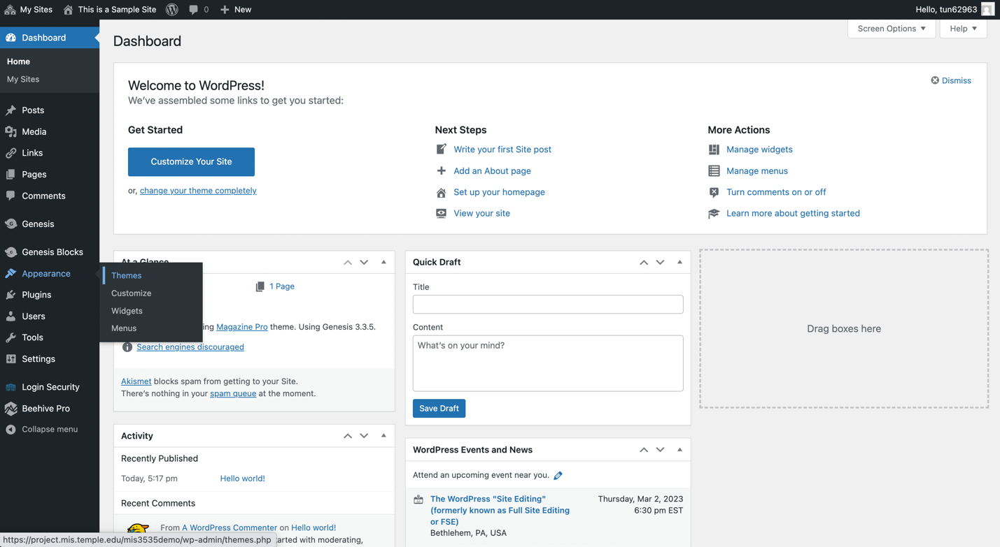 My Sites
This is a Sample Site
0
New
Hello, tun62963
Dashboard
Home
My Sites
Posts
Media
Links
Pages
Comments
Genesis
Genesis Blocks
Appearance
Plugins
Users
Tools
Settings
Login Security
Beehive Pro
Collapse menu
Themes
Customize
Widgets
Menus
Screen Options
Help
Dashboard
Welcome to WordPress!
We've assembled some links to get you started:
Dismiss
Get Started
Customize Your Site
or, change your theme completely
Next Steps
Write your first Site post
Add an About page
Set up your homepage
View your site
More Actions
Manage widgets
Manage menus
Turn comments on or off
Learn more about getting started
At a Glance
1 Page
ing Magazine Pro theme. Using Genesis 3.3.5.
Search engines discouraged
Akismet blocks spam from getting to your Site.
There's nothing in your spam queue at the moment.
Activity
Recently Published
Today, 5:17 pm
Hello world!
Recent Comments
From A WordPress Commenter on Hello world!
arted with moderating,
Quick Draft
Title
Content
What's on your mind?
Save Draft
WordPress Events and News
Attend an upcoming event near you.
The WordPress "Site Editing"
(formerly known as Full Site Editing
or FSE)
Bethlehem, PA, USA
Thursday, Mar 2, 2023
6:30 pm EST
Drag boxes here
https://project.mis.temple.edu/mis3535demo/wp-admin/themes.php